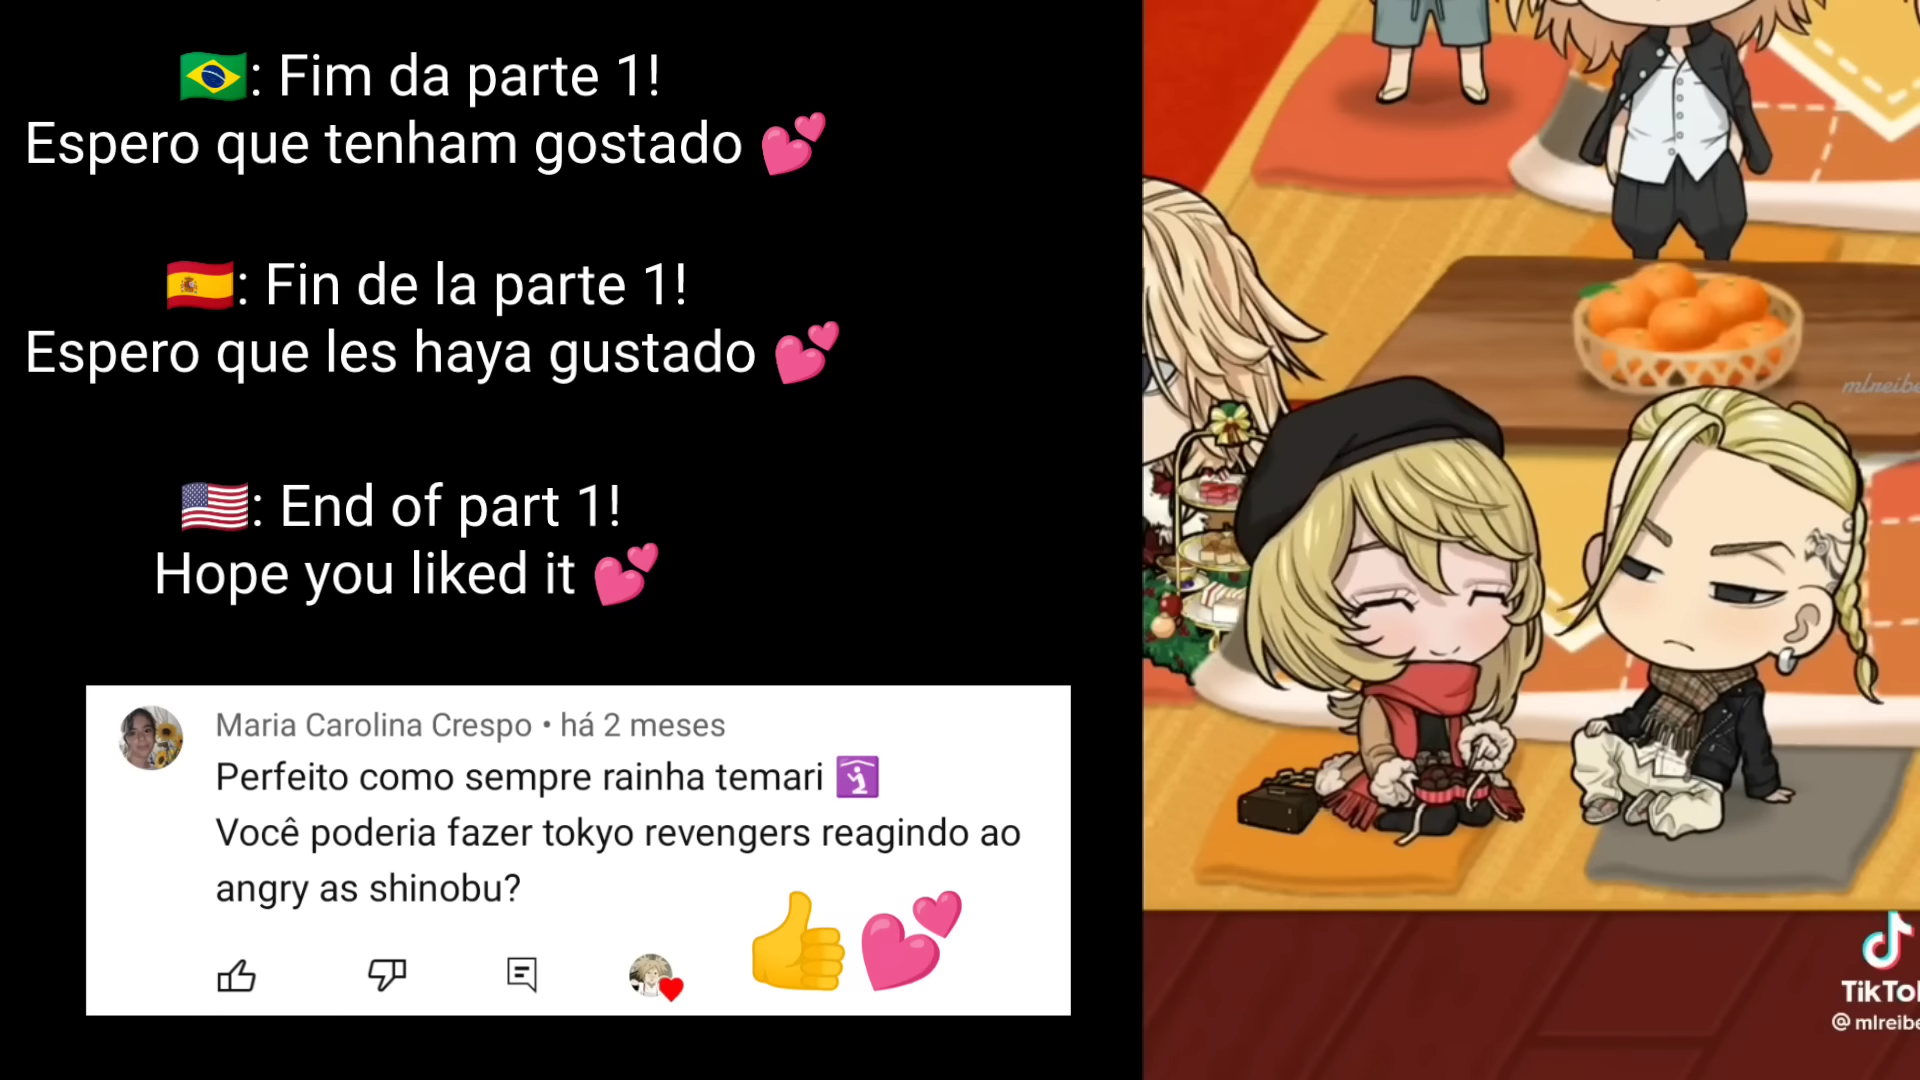 🇧🇷: Fim da parte 1!
Espero que tenham gostado 💕
🇪🇸: Fin de la parte 1!
Espero que les haya gustado 💕
🇺🇸: End of part 1!
Hope you liked it 💕
Maria Carolina Crespo • há 2 meses
Perfeito como sempre rainha temari 🛐
Você poderia fazer tokyo revengers reagindo ao
angry as shinobu?
👍💕
mlreibe
TikTo
@mlreibe